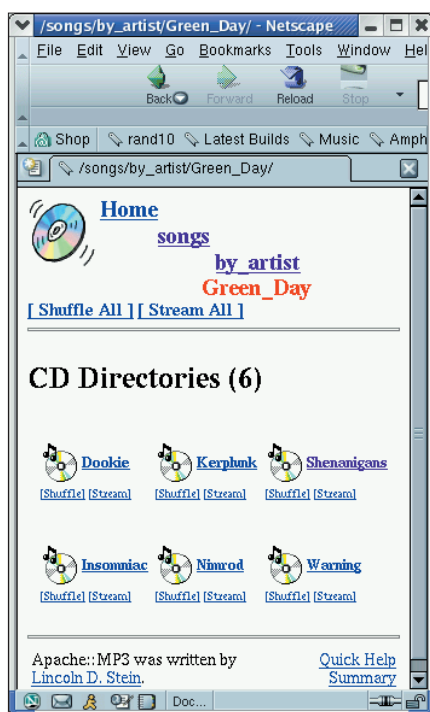 /songs/by_artist/Green_Day/ - Netscape
File Edit View Go Bookmarks Tools Window Hel
Back Forward Reload Stop
Shop rand10 Latest Builds Music Amph
/songs/by_artist/Green_Day/
Home
songs
by_artist
Green_Day
[ Shuffle All ] [ Stream All ]
CD Directories (6)
Dookie Kerplunk Shenanigans
[Shuffle] [Stream] [Shuffle] [Stream] [Shuffle] [Stream]
Insomniac Nimrod Warning
[Shuffle] [Stream] [Shuffle] [Stream] [Shuffle] [Stream]
Apache::MP3 was written by Quick Help
Lincoln D. Stein. Summary
Doc...